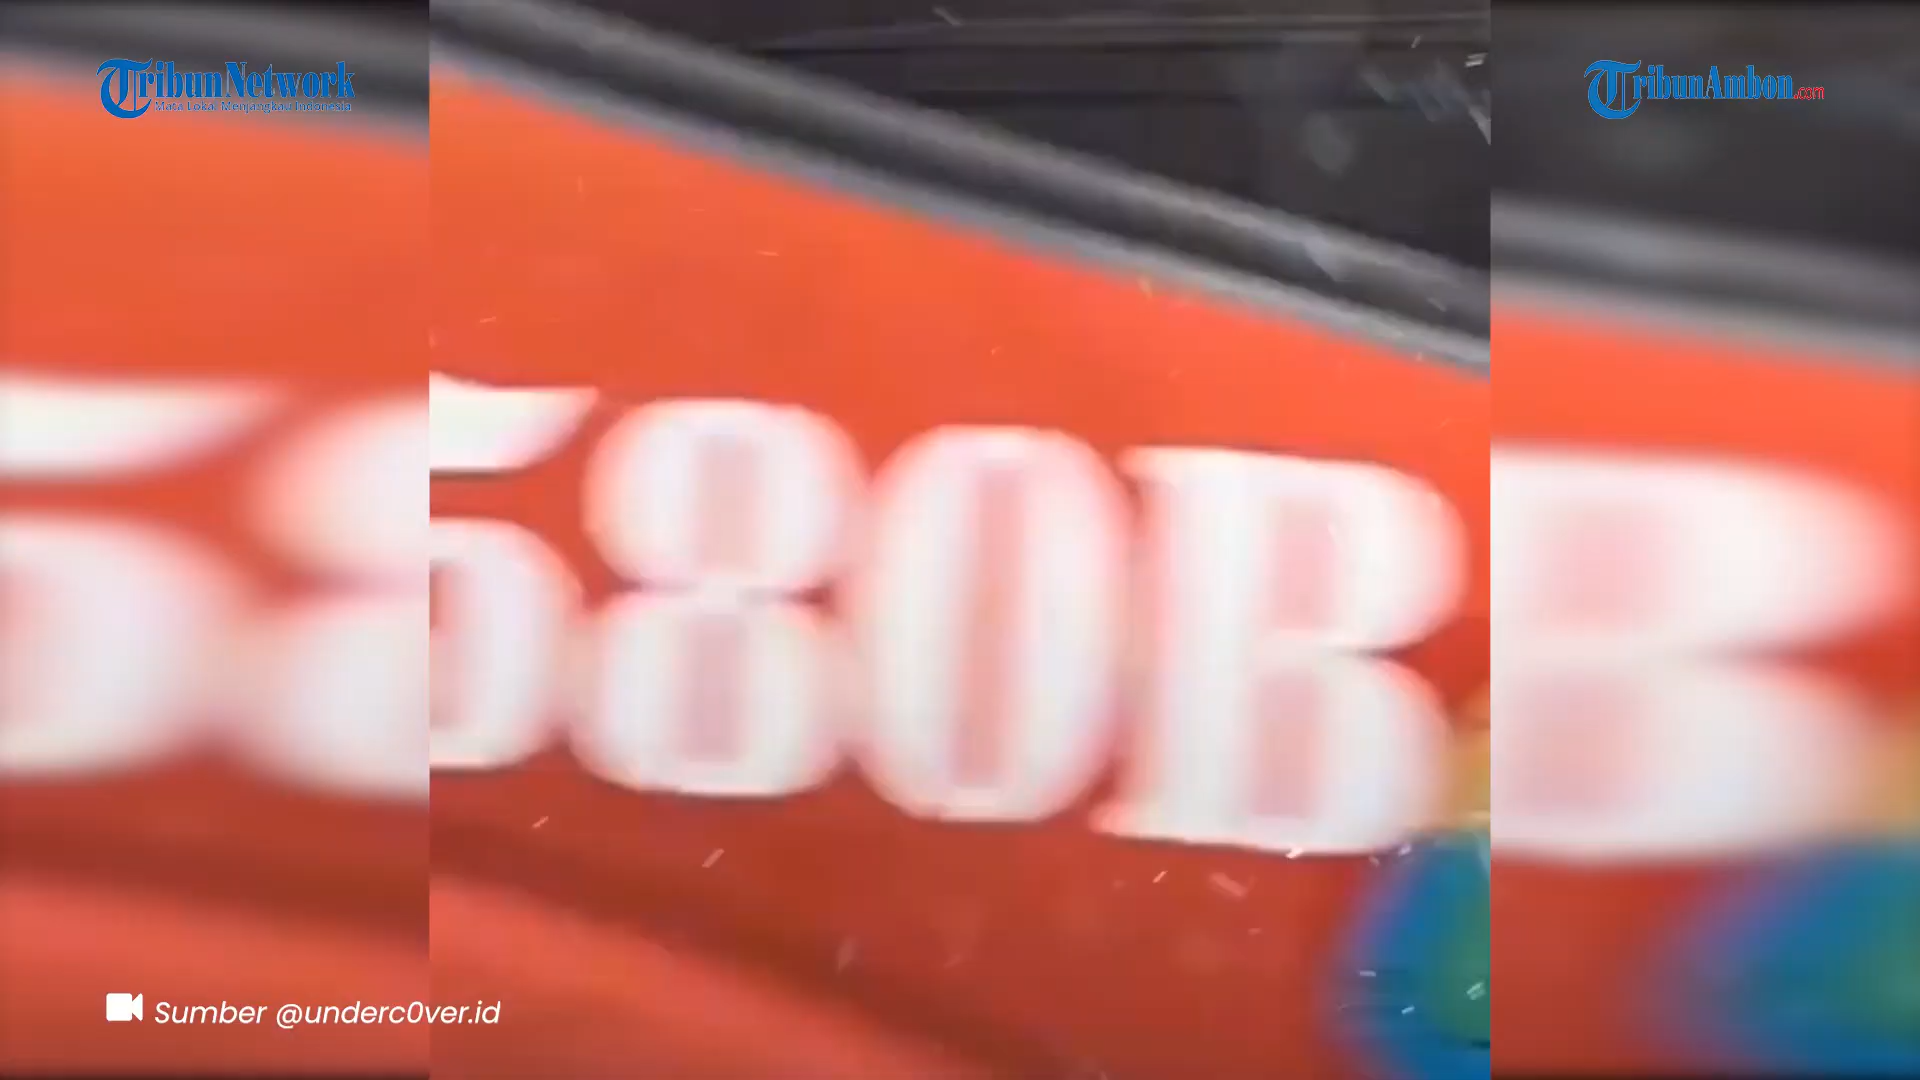 TribunNetwork
Mata Lokal Menjangkau Indonesia
TribunAmbon.com
580B
Sumber @underc0ver.id